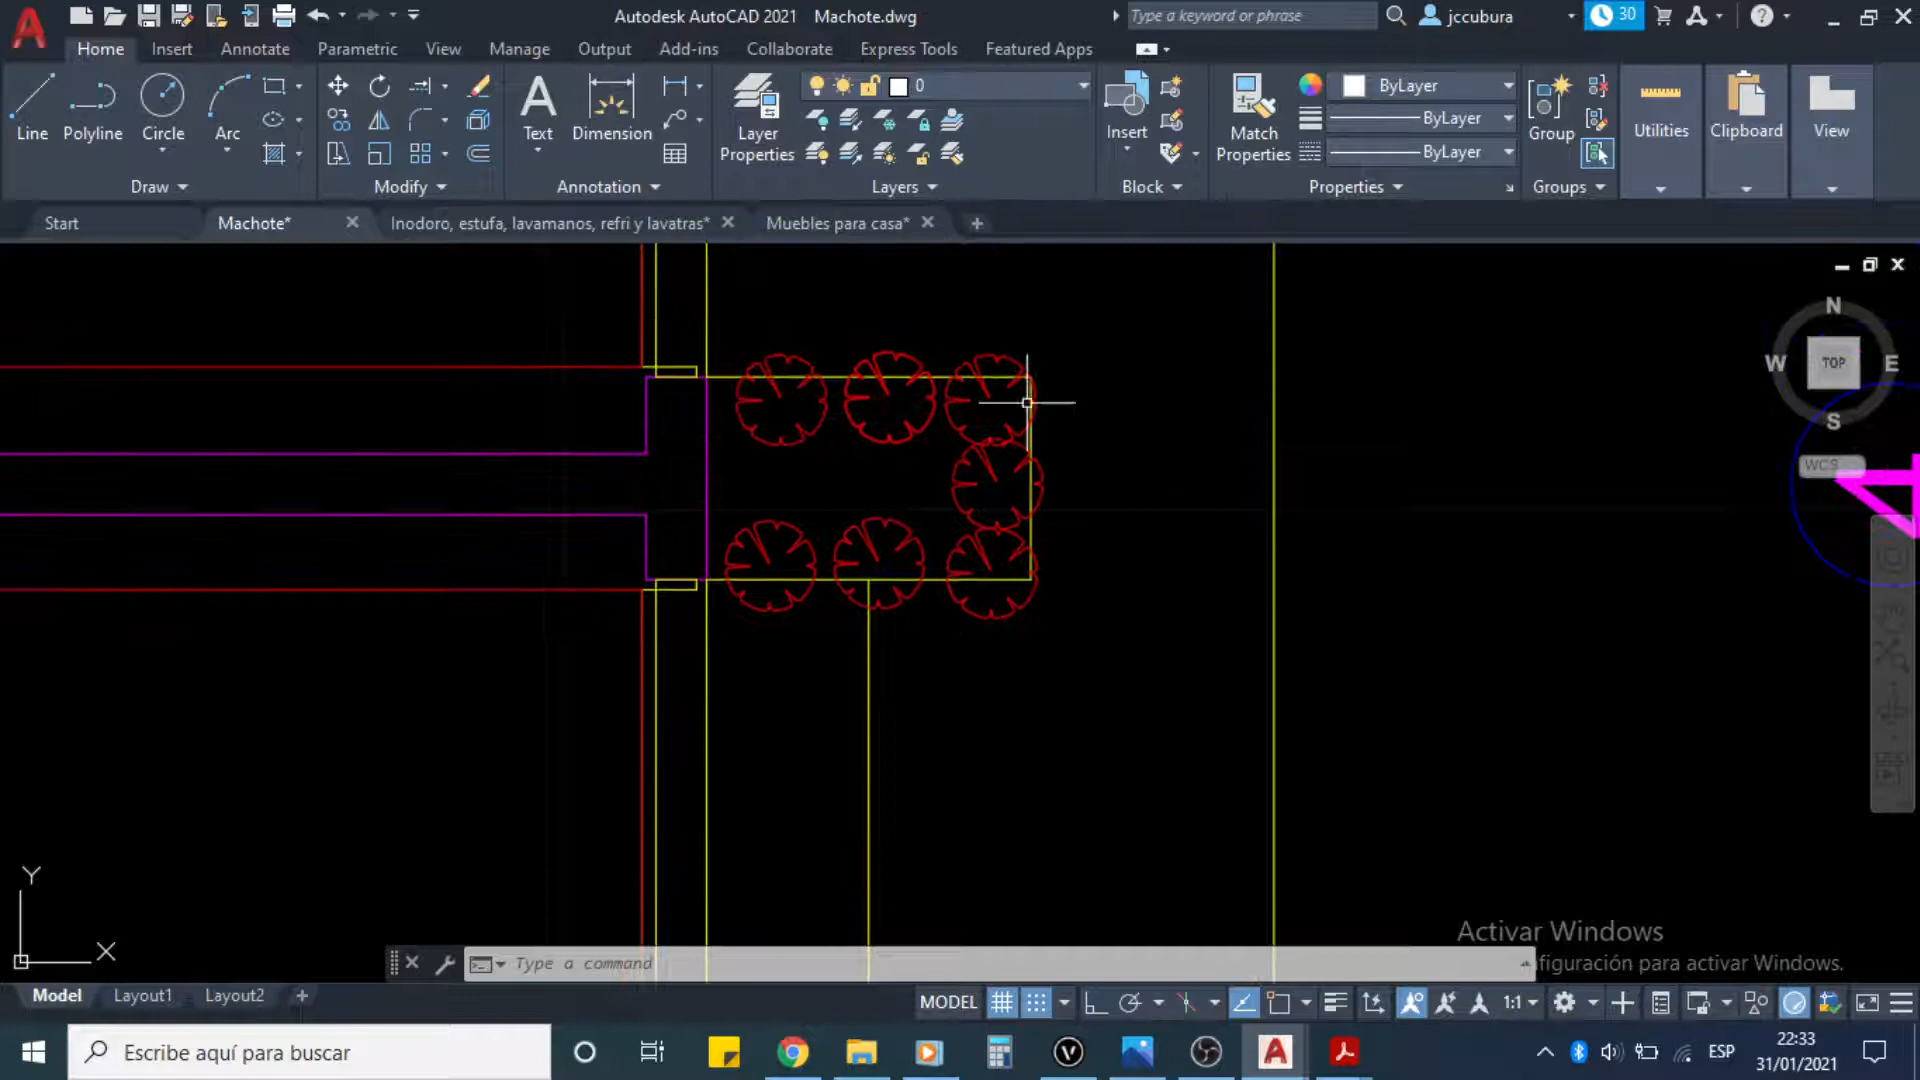 Autodesk AutoCAD 2021 Machote.dwg
Type a keyword or phrase
jccubura
30
Home Insert Annotate Parametric View Manage Output Add-ins Collaborate Express Tools Featured Apps
Line Polyline Circle Arc
Draw
Modify
Text Dimension
Annotation
Layer Properties
0
Layers
Insert
Block
Match Properties
ByLayer
ByLayer
ByLayer
Properties
Group
Groups
Utilities
Clipboard
View
Start Machote* Inodoro, estufa, lavamanos, refri y lavatras* Muebles para casa*
N
W TOP E
S
WCS
Y
X
Activar Windows
figuración para activar Windows.
Type a command
Model Layout1 Layout2
MODEL 1:1
Escribe aquí para buscar
ESP
22:33
31/01/2021